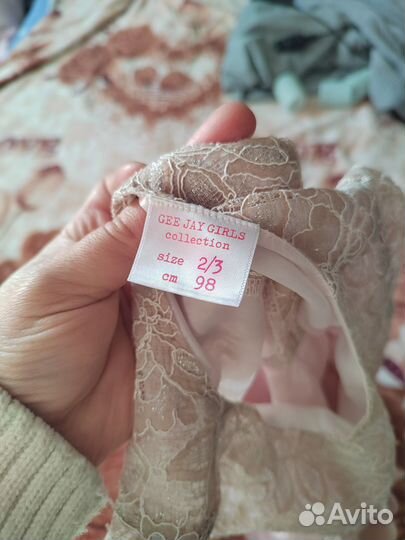 GEE JAY GIRLS
collection
size 2/3
cm 98
Avito